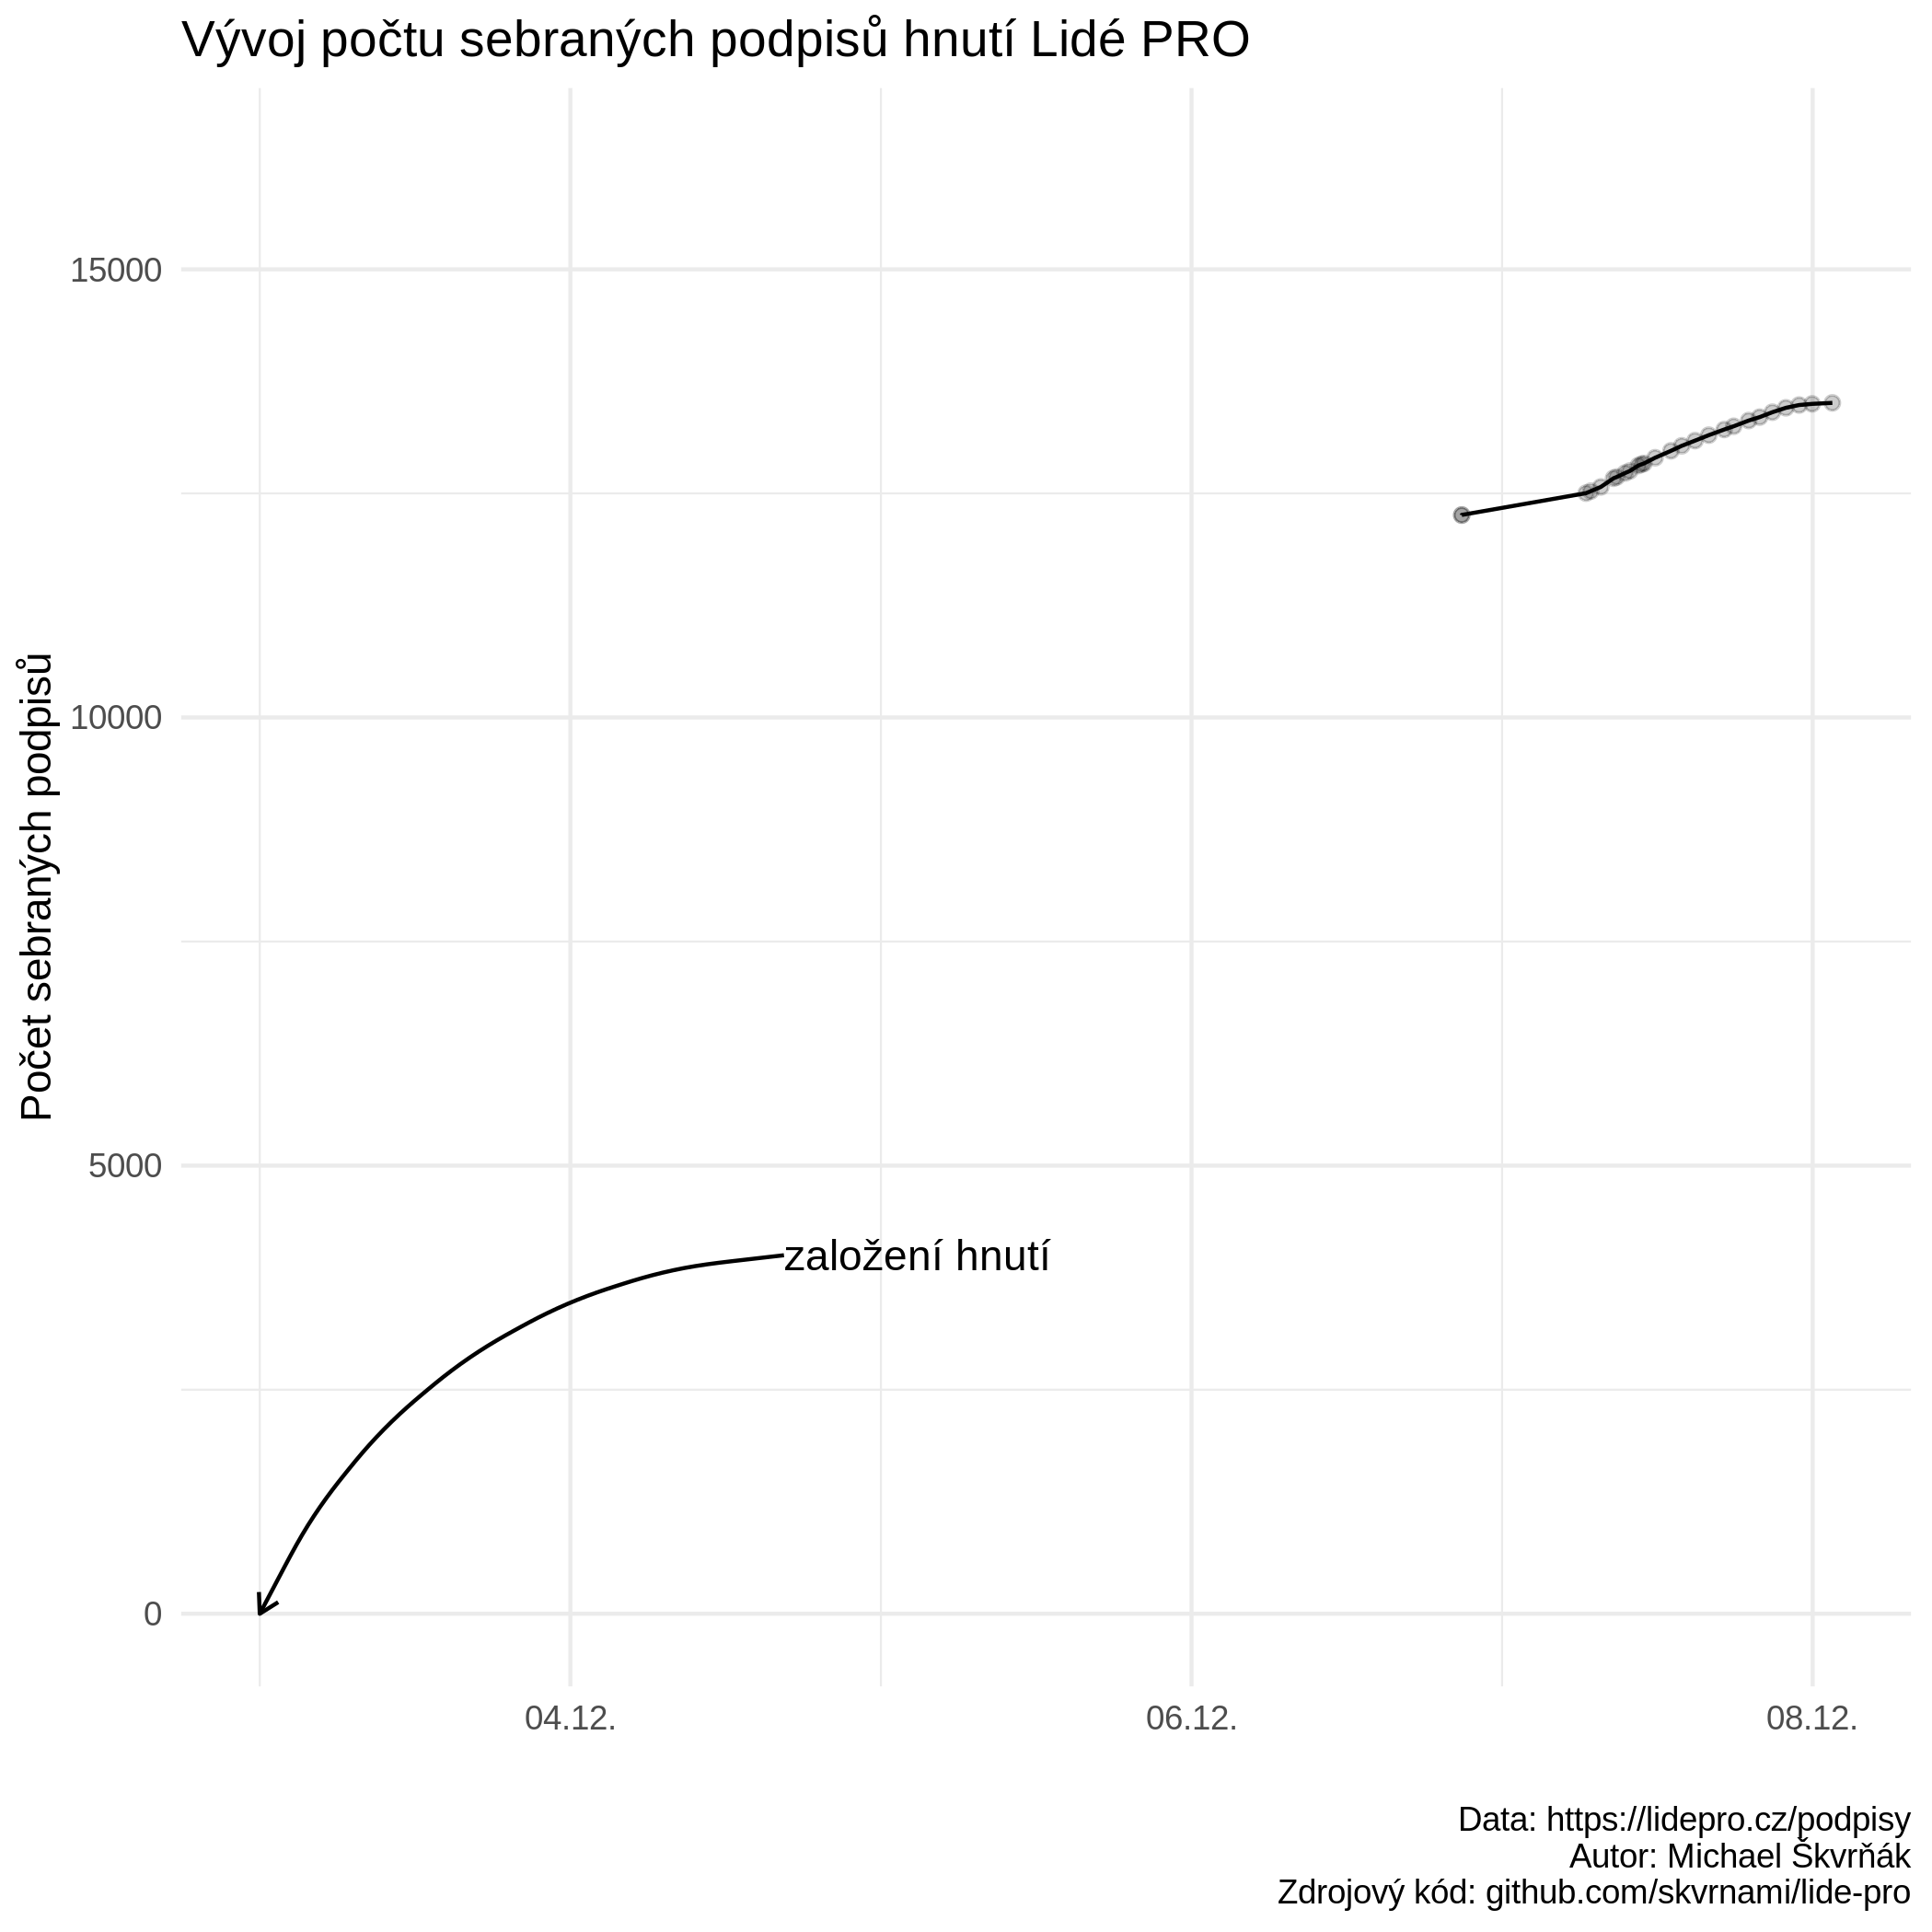 Vývoj počtu sebraných podpisů hnutí Lidé PRO
Počet sebraných podpisů
15000
10000
5000
0
založení hnutí
04.12.
06.12.
08.12.
Data: https://lidepro.cz/podpisy
Autor: Michael Škvrňák
Zdrojový kód: github.com/skvrnami/lide-pro